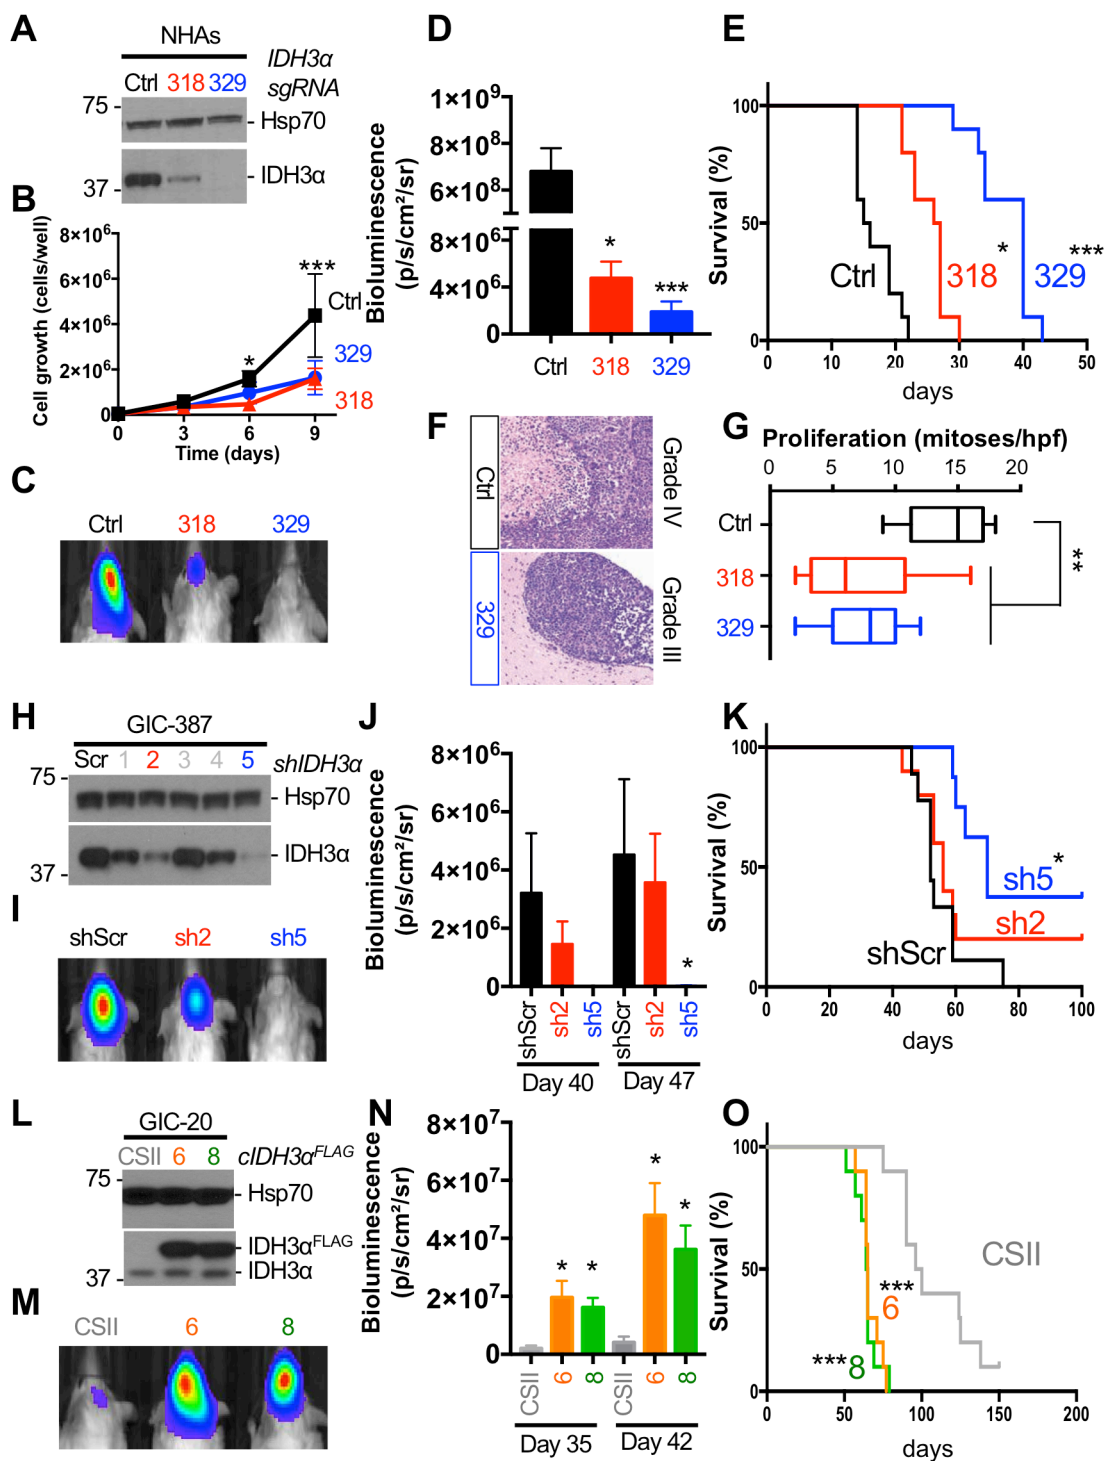 A
NHAs
IDH3α
sgRNA
Ctrl 318 329
75
Hsp70
IDH3α
37
B
Cell growth (cells/well)
8×10⁶
6×10⁶
4×10⁶
2×10⁶
0
*
***
Ctrl
329
318
0 3 6 9
Time (days)
C
Ctrl 318 329
D
Bioluminescence
(p/s/cm²/sr)
1×10⁹
8×10⁸
6×10⁸
8×10⁶
4×10⁶
0
*
***
Ctrl 318 329
E
Survival (%)
100
50
0
Ctrl
318 *
329 ***
0 10 20 30 40 50
days
F
Ctrl
Grade IV
329
Grade III
G
Proliferation (mitoses/hpf)
0 5 10 15 20
Ctrl
318
329
**
H
GIC-387
Scr 1 2 3 4 5 shIDH3α
75
Hsp70
IDH3α
37
I
shScr sh2 sh5
J
Bioluminescence
(p/s/cm²/sr)
8×10⁶
6×10⁶
4×10⁶
2×10⁶
0
*
shScr sh2 sh5 shScr sh2 sh5
Day 40 Day 47
K
Survival (%)
100
50
0
sh5 *
sh2
shScr
0 20 40 60 80 100
days
L
GIC-20
CSII 6 8 cIDH3α^FLAG
75
Hsp70
IDH3α^FLAG
IDH3α
37
M
CSII 6 8
N
Bioluminescence
(p/s/cm²/sr)
8×10⁷
6×10⁷
4×10⁷
2×10⁷
0
* * * *
CSII 6 8 CSII 6 8
Day 35 Day 42
O
Survival (%)
100
50
0
CSII
***
6
***8
0 50 100 150 200
days